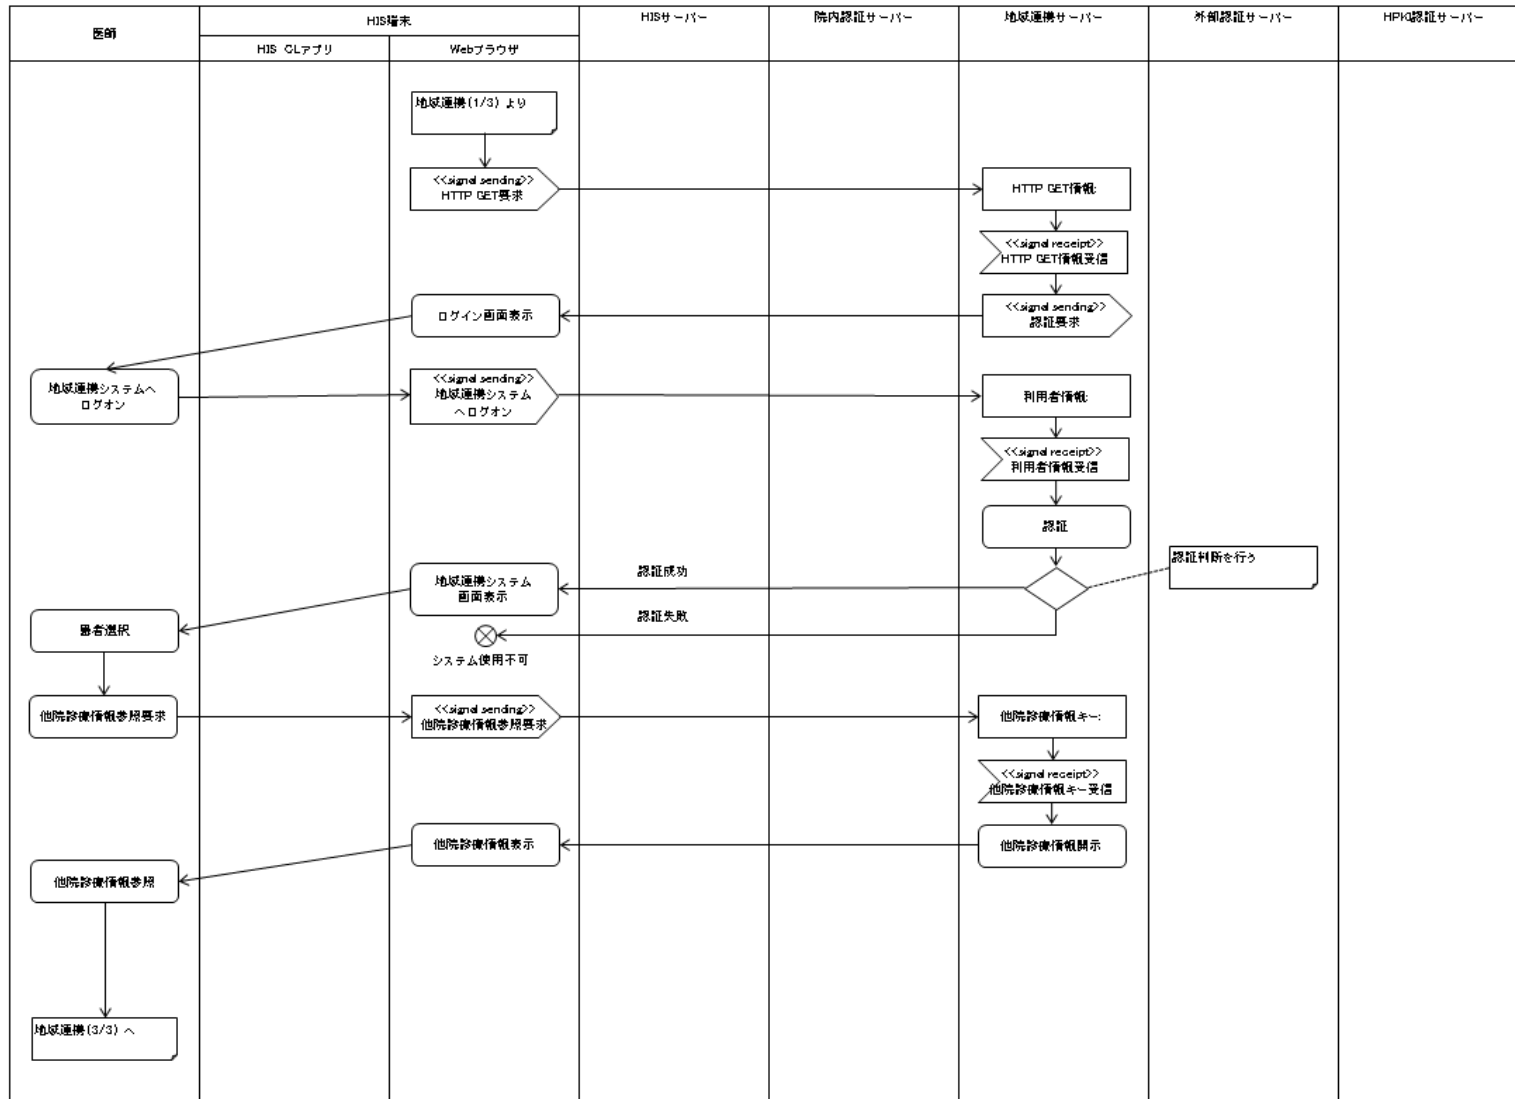 医師
HIS端末
HIS CLアプリ
Webブラウザ
HISサーバー
院内認証サーバー
地域連携サーバー
外部認証サーバー
HPKI認証サーバー
地域連携(1/3) より
<<signal sending>>
HTTP GET要求
HTTP GET情報:
<<signal receipt>>
HTTP GET情報受信
ログイン画面表示
<<signal sending>>
認証要求
地域連携システムへ
ログオン
<<signal sending>>
地域連携システム
へログオン
利用者情報:
<<signal receipt>>
利用者情報受信
認証
認証判断を行う
認証成功
地域連携システム
画面表示
認証失敗
患者選択
システム使用不可
他院診療情報参照要求
<<signal sending>>
他院診療情報参照要求
他院診療情報キー:
<<signal receipt>>
他院診療情報キー受信
他院診療情報表示
他院診療情報開示
他院診療情報参照
地域連携(3/3) へ